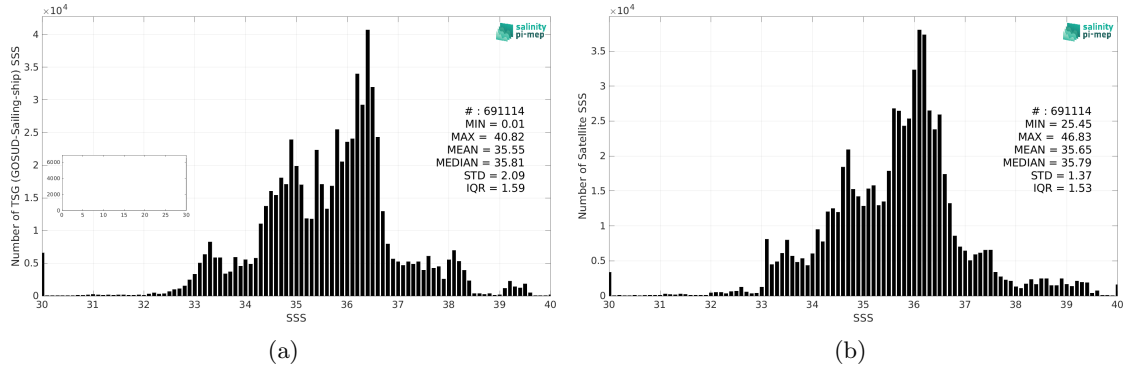 ×10^4
salinity
pi-mep
4
3.5
3
2.5
2
1.5
1
0.5
0
Number of TSG (GOSUD-Sailing-ship) SSS
# : 691114
MIN = 0.01
MAX = 40.82
MEAN = 35.55
MEDIAN = 35.81
STD = 2.09
IQR = 1.59
6000
4000
2000
0
0 5 10 15 20 25 30
30 31 32 33 34 35 36 37 38 39 40
SSS
(a)
×10^4
salinity
pi-mep
3.5
3
2.5
2
1.5
1
0.5
0
Number of Satellite SSS
# : 691114
MIN = 25.45
MAX = 46.83
MEAN = 35.65
MEDIAN = 35.79
STD = 1.37
IQR = 1.53
30 31 32 33 34 35 36 37 38 39 40
SSS
(b)